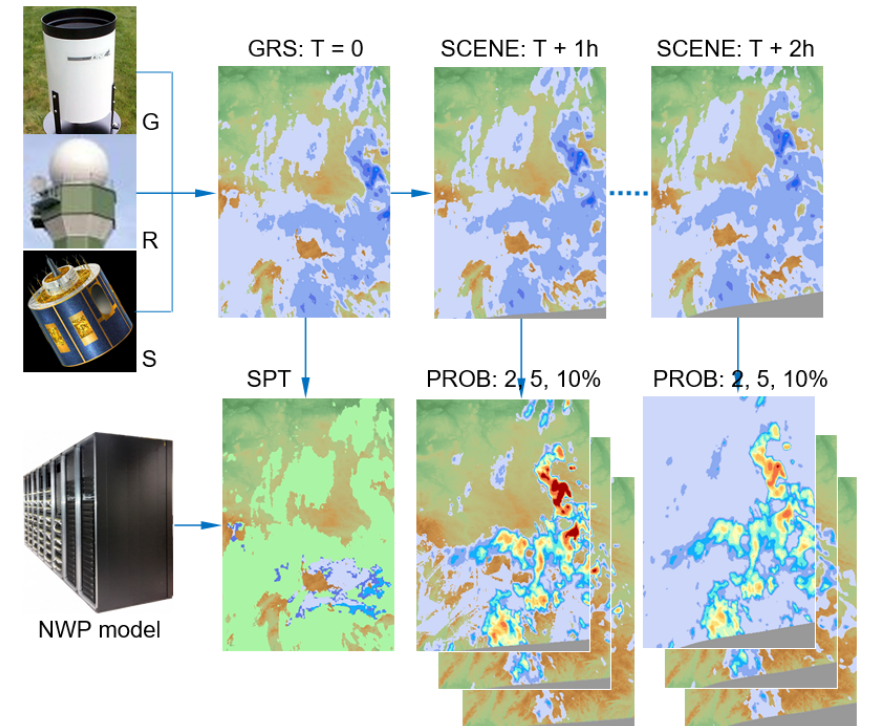 GRS: T = 0
SCENE: T + 1h
SCENE: T + 2h
G
R
S
SPT
PROB: 2, 5, 10%
PROB: 2, 5, 10%
NWP model